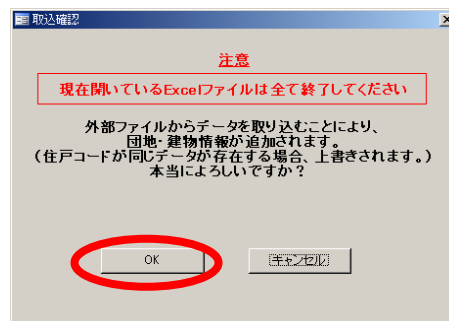 取込確認
注意
現在開いているExcelファイルは全て終了してください
外部ファイルからデータを取り込むことにより、
団地・建物情報が追加されます。
（住戸コードが同じデータが存在する場合、上書きされます。）
本当によろしいですか？
OK
キャンセル